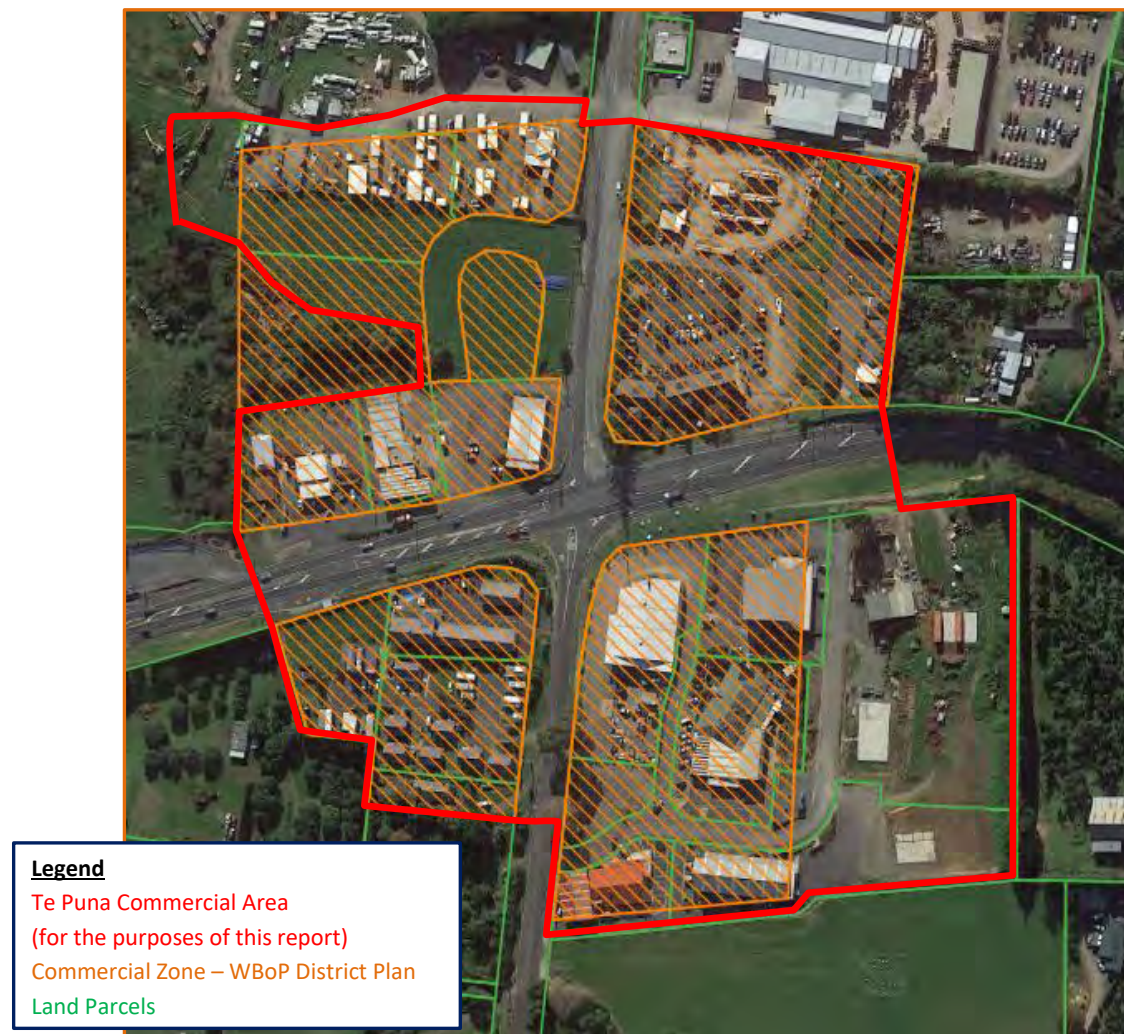 Legend
Te Puna Commercial Area
(for the purposes of this report)
Commercial Zone – WBoP District Plan
Land Parcels